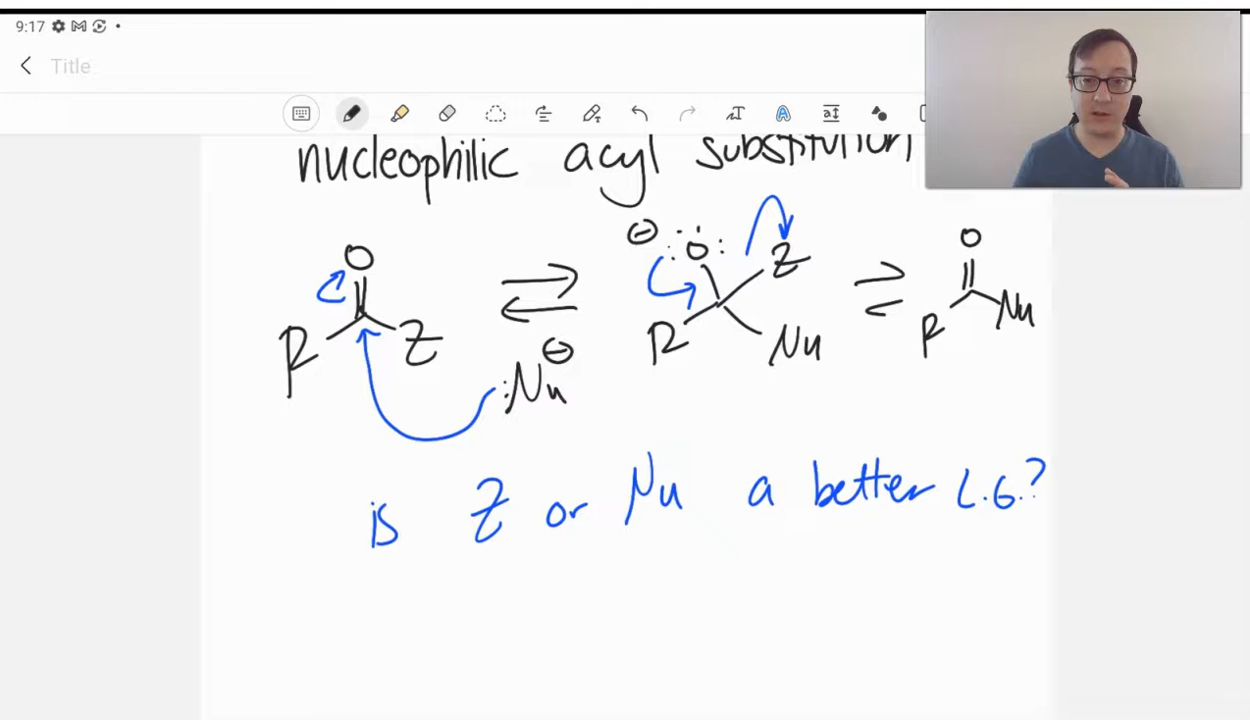 9:17
Title
nucleophilic acyl substitution
⊖
:Ö: Z
O O
R Z R Nu R Nu
⊖
:Nu
is Z or Nu a better L.G.?